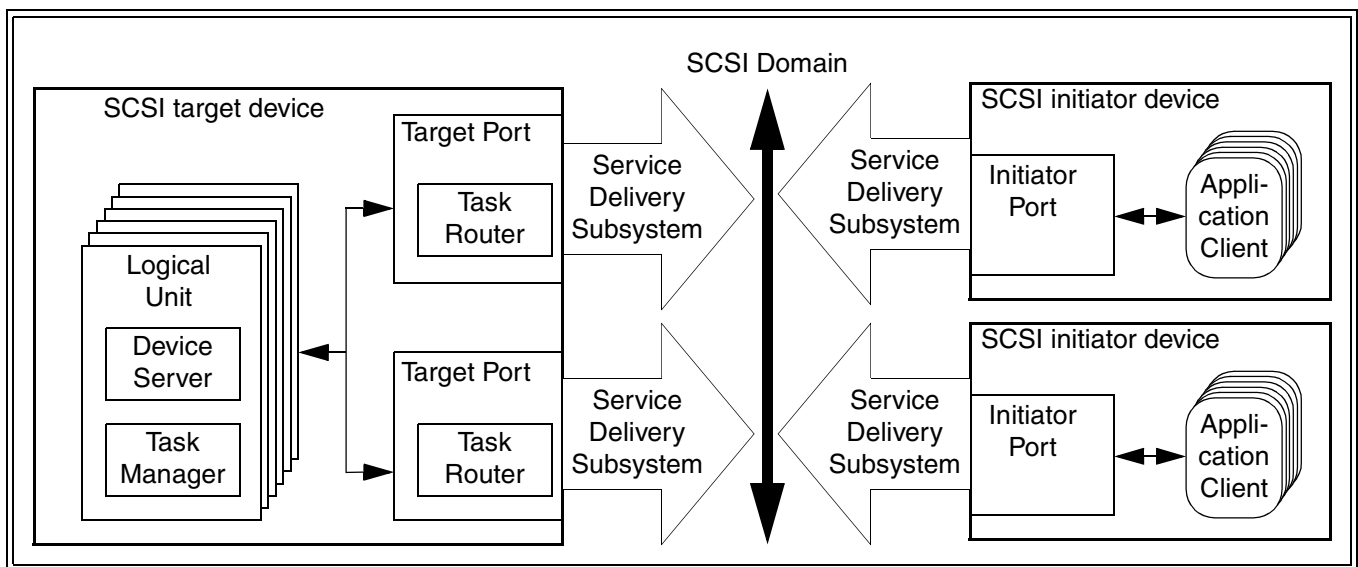 SCSI Domain
SCSI target device
Target Port
Task
Router
Logical
Unit
Device
Server
Task
Manager
Target Port
Task
Router
Service
Delivery
Subsystem
Service
Delivery
Subsystem
Service
Delivery
Subsystem
Service
Delivery
Subsystem
SCSI initiator device
Initiator
Port
Appli-
cation
Client
SCSI initiator device
Initiator
Port
Appli-
cation
Client